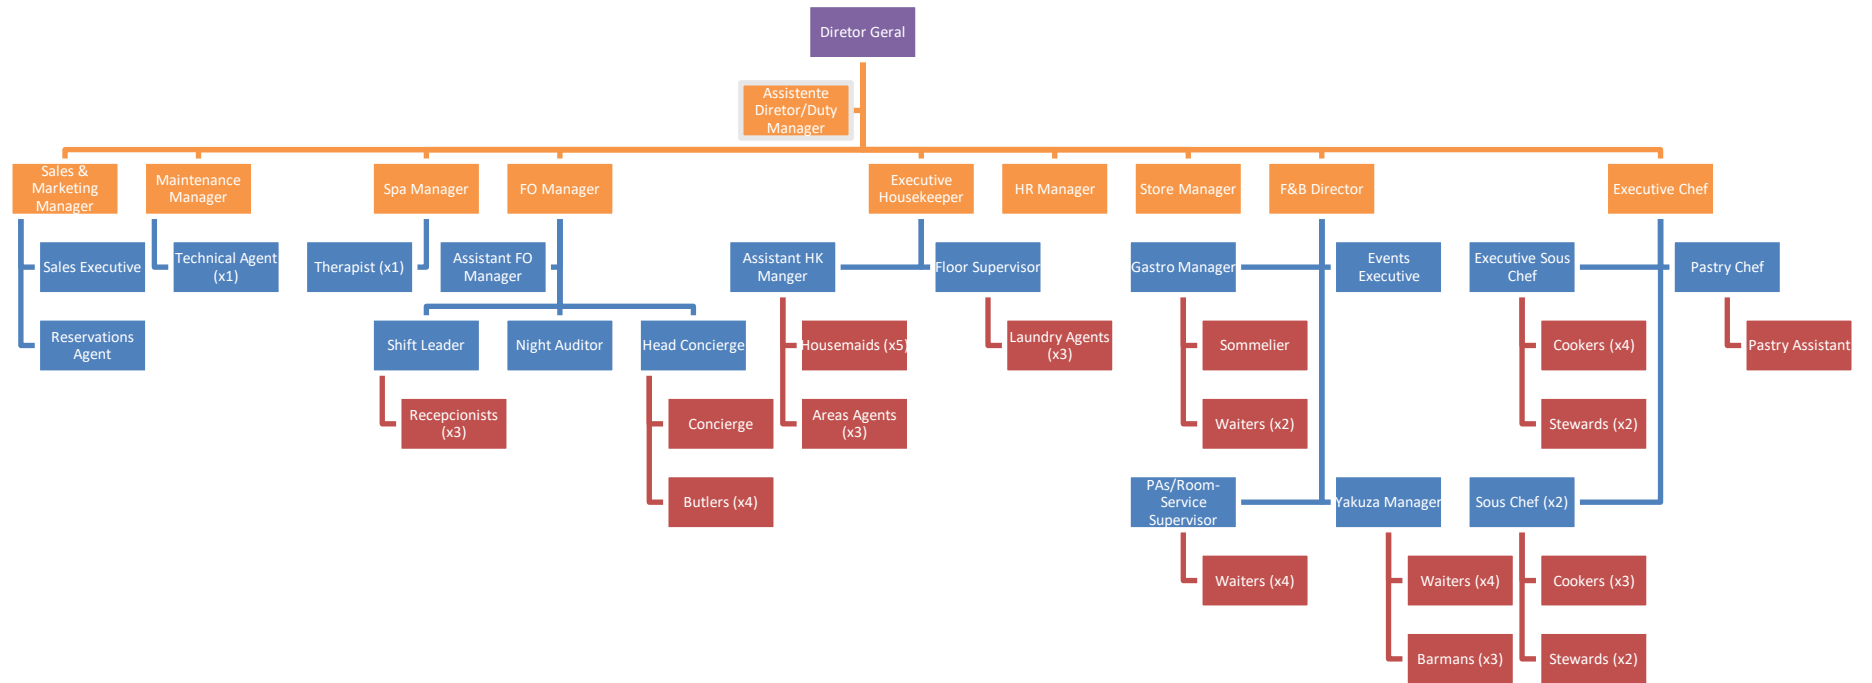 Diretor Geral
Assistente
Diretor/Duty
Manager
Sales &
Marketing
Manager
Maintenance
Manager
Spa Manager
FO Manager
Executive
Housekeeper
HR Manager
Store Manager
F&B Director
Executive Chef
Sales Executive
Technical Agent
(x1)
Therapist (x1)
Assistant FO
Manager
Assistant HK
Manger
Floor Supervisor
Gastro Manager
Events
Executive
Executive Sous
Chef
Pastry Chef
Reservations
Agent
Shift Leader
Night Auditor
Head Concierge
Housemaids (x5)
Laundry Agents
(x3)
Sommelier
Cookers (x4)
Pastry Assistant
Recepcionists
(x3)
Concierge
Areas Agents
(x3)
Waiters (x2)
Stewards (x2)
Butlers (x4)
PAs/Room-
Service
Supervisor
Yakuza Manager
Sous Chef (x2)
Waiters (x4)
Waiters (x4)
Cookers (x3)
Barmans (x3)
Stewards (x2)